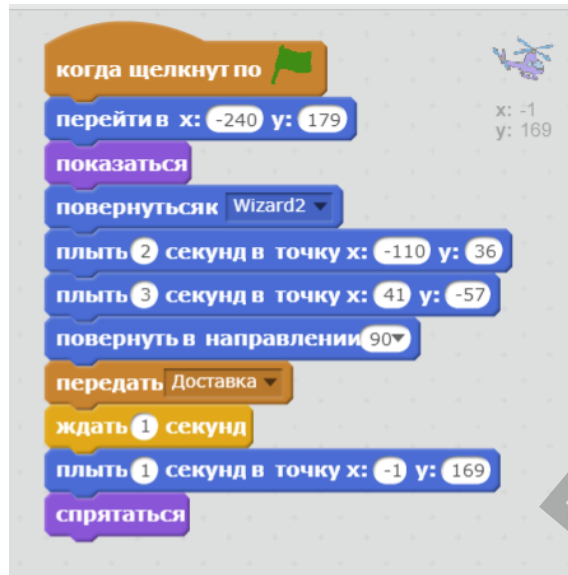 когда щелкнут по
перейти в x: -240 y: 179
показаться
повернутьсяк Wizard2
плыть 2 секунд в точку x: -110 y: 36
плыть 3 секунд в точку x: 41 y: -57
повернуть в направлении 90
передать Доставка
ждать 1 секунд
плыть 1 секунд в точку x: -1 y: 169
спрятаться
x: -1
y: 169